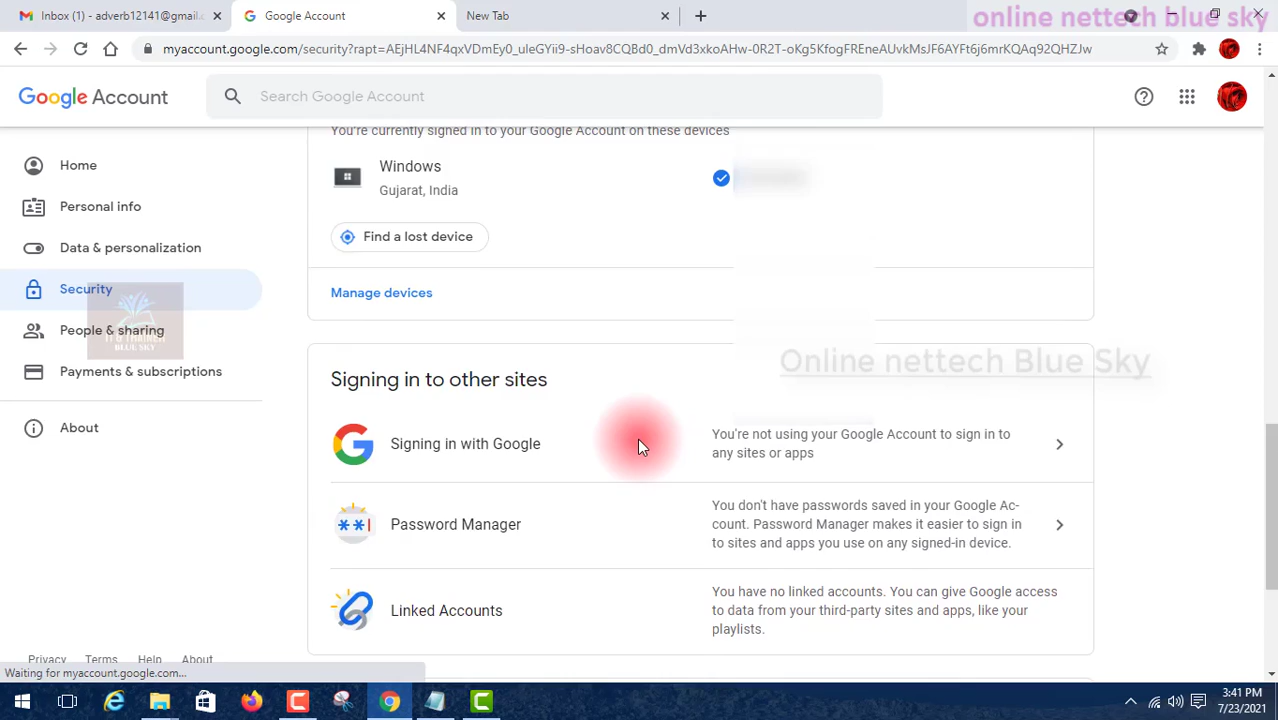 Inbox (1) - adverb12141@gmail.c
Google Account
New Tab
online nettech blue sky
myaccount.google.com/security?rapt=AEjHL4NF4qxVDmEy0_uleGYii9-sHoav8CQBd0_dmVd3xkoAHw-0R2T-oKg5KfogFREneAUvkMsJF6AYFt6j6mrKQAq92QHZJw
Google Account
Search Google Account
You're currently signed in to your Google Account on these devices
Home
Personal info
Data & personalization
Security
People & sharing
BLUE SKY
Payments & subscriptions
About
Windows
Gujarat, India
Find a lost device
Manage devices
Online nettech Blue Sky
Signing in to other sites
Signing in with Google
You're not using your Google Account to sign in to
any sites or apps
Password Manager
You don't have passwords saved in your Google Ac-
count. Password Manager makes it easier to sign in
to sites and apps you use on any signed-in device.
Linked Accounts
You have no linked accounts. You can give Google access
to data from your third-party sites and apps, like your
playlists.
Privacy Terms Help About
Waiting for myaccount.google.com...
3:41 PM
7/23/2021